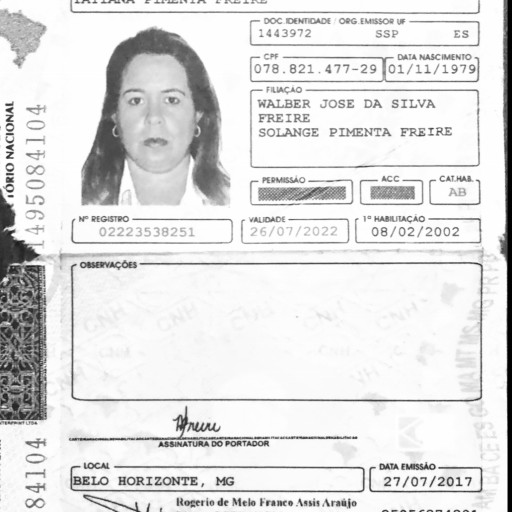 TATIANA PIMENTA FREIRE
DOC. IDENTIDADE / ORG. EMISSOR UF
1443972 SSP ES
CPF
078.821.477-29
DATA NASCIMENTO
01/11/1979
FILIAÇÃO
WALBER JOSE DA SILVA
FREIRE
SOLANGE PIMENTA FREIRE
PERMISSÃO
ACC
CAT.HAB.
AB
Nº REGISTRO
02223538251
VALIDADE
26/07/2022
1ª HABILITAÇÃO
08/02/2002
TÓRIO NACIONAL
1495084104
OBSERVAÇÕES
ASSINATURA DO PORTADOR
LOCAL
BELO HORIZONTE, MG
DATA EMISSÃO
27/07/2017
84104
Rogerio de Melo Franco Assis Araújo